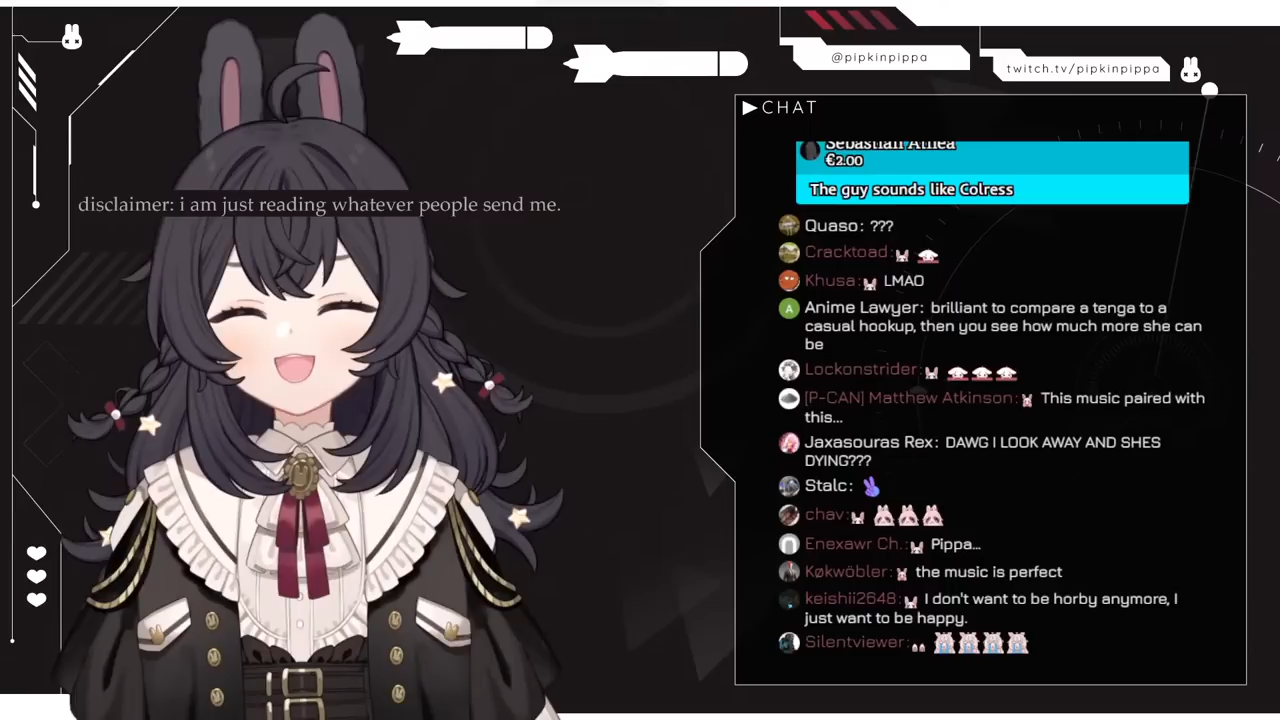 @pipkinpippa
twitch.tv/pipkinpippa
CHAT
Sebastian Athea
€2.00
The guy sounds like Colress
Quaso: ???
Cracktoad:
Khusa: LMAO
A Anime Lawyer: brilliant to compare a tenga to a
casual hookup, then you see how much more she can
be
Lockonstrider:
[P-CAN] Matthew Atkinson: This music paired with
this...
Jaxasouras Rex: DAWG I LOOK AWAY AND SHES
DYING???
Stalc:
chav:
Enexawr Ch.: Pippa...
Køkwöbler: the music is perfect
keishii2648: I don't want to be horby anymore, I
just want to be happy.
Silentviewer:
disclaimer: i am just reading whatever people send me.